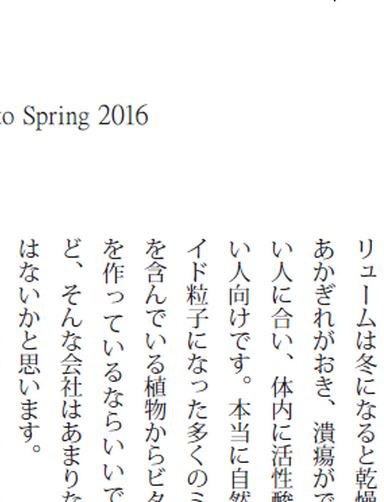 to Spring 2016
リュームは冬になると乾燥
あかぎれがおき、潰瘍がで
い人に合い、体内に活性酸
い人向けです。本当に自然
イド粒子になった多くのミ
を含んでいる植物からビタ
を作っているならいいで
ど、そんな会社はあまりな
はないかと思います。